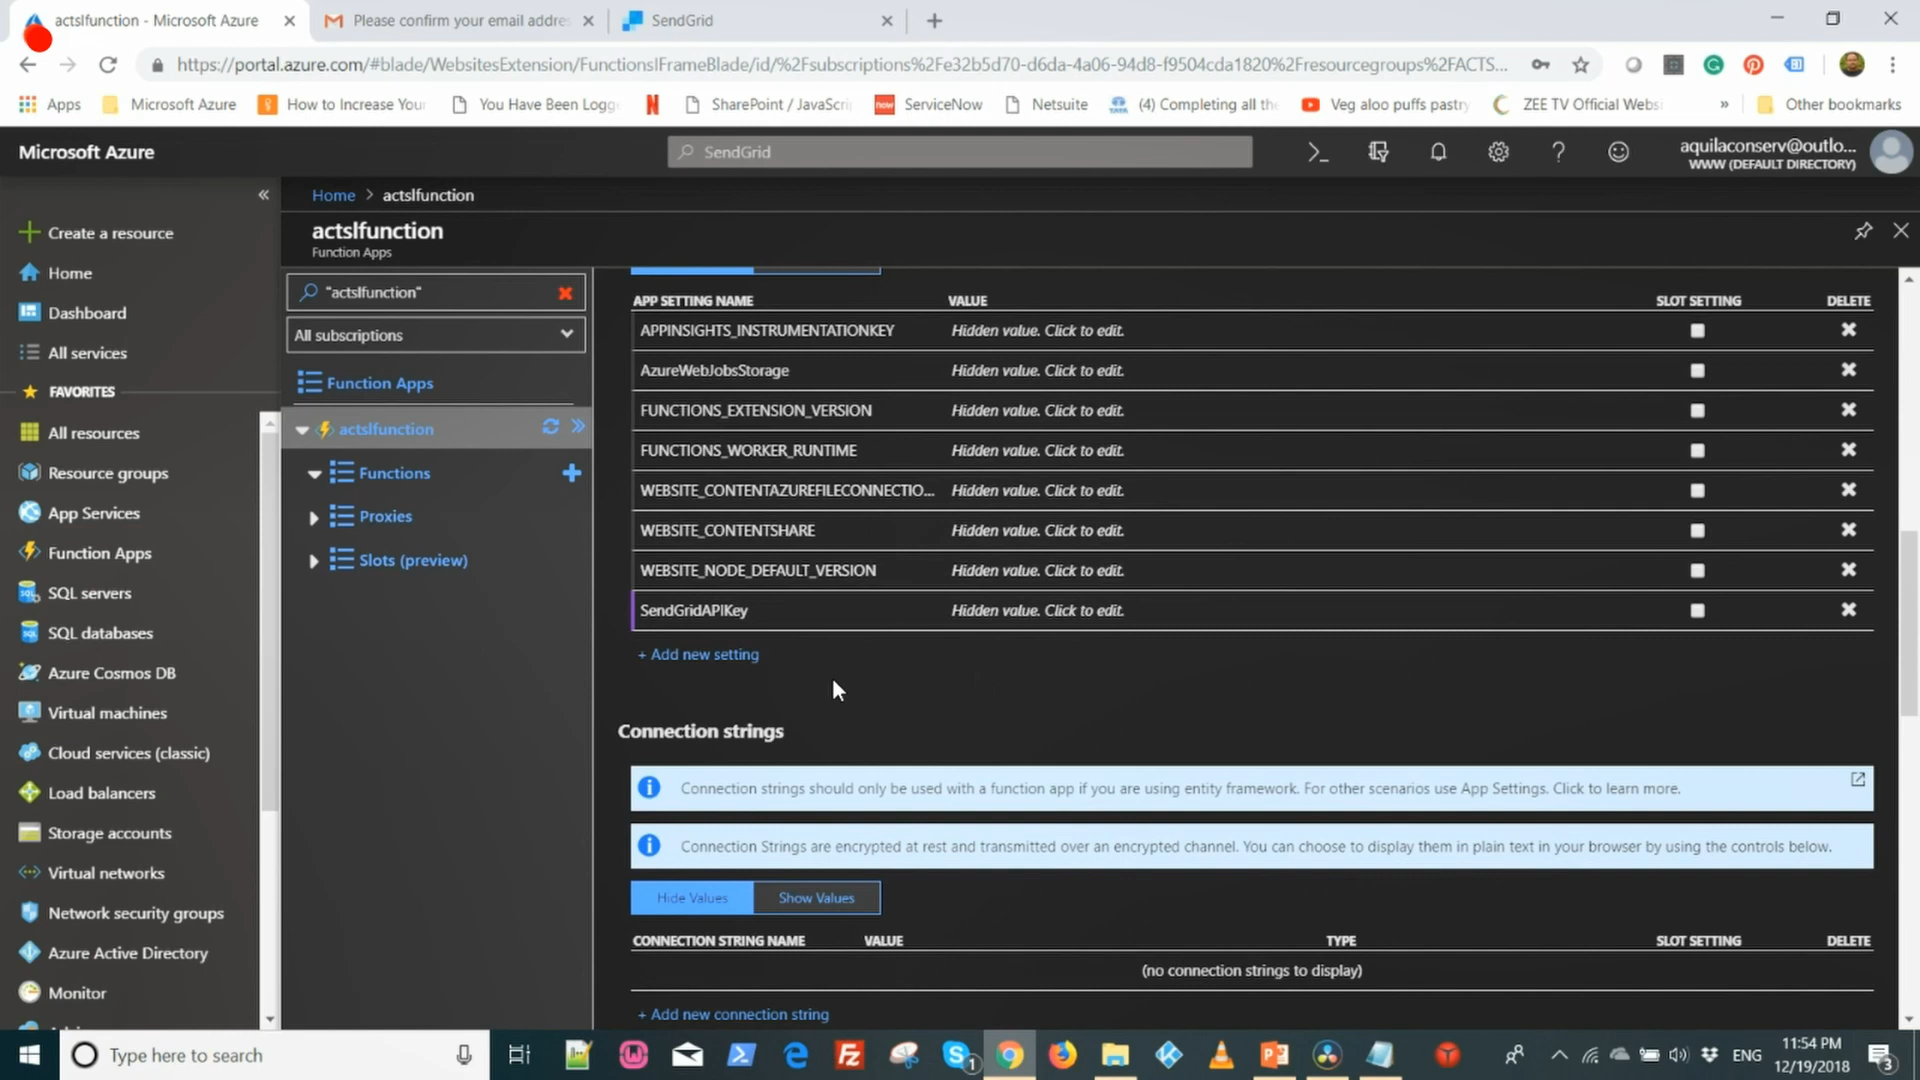 actslfunction - Microsoft Azure
Please confirm your email addre
SendGrid
https://portal.azure.com/#blade/WebsitesExtension/FunctionsIFrameBlade/id/%2Fsubscriptions%2Fe32b5d70-d6da-4a06-94d8-f9504cda1820%2Fresourcegroups%2FACTS...
Apps
Microsoft Azure
How to Increase Your
You Have Been Logge
SharePoint / JavaScri
now
ServiceNow
Netsuite
TATA
(4) Completing all the
Veg aloo puffs pastry
ZEE TV Official Webs
»
Other bookmarks
Microsoft Azure
SendGrid
aquilaconserv@outlo...
WWW (DEFAULT DIRECTORY)
Create a resource
Home
Dashboard
All services
FAVORITES
All resources
Resource groups
App Services
Function Apps
SQL servers
SQL databases
Azure Cosmos DB
Virtual machines
Cloud services (classic)
Load balancers
Storage accounts
Virtual networks
Network security groups
Azure Active Directory
Monitor
Home > actslfunction
actslfunction
Function Apps
"actslfunction"
All subscriptions
Function Apps
actslfunction
Functions
Proxies
Slots (preview)
APP SETTING NAME VALUE SLOT SETTING DELETE
APPINSIGHTS_INSTRUMENTATIONKEY Hidden value. Click to edit.
AzureWebJobsStorage Hidden value. Click to edit.
FUNCTIONS_EXTENSION_VERSION Hidden value. Click to edit.
FUNCTIONS_WORKER_RUNTIME Hidden value. Click to edit.
WEBSITE_CONTENTAZUREFILECONNECTIO... Hidden value. Click to edit.
WEBSITE_CONTENTSHARE Hidden value. Click to edit.
WEBSITE_NODE_DEFAULT_VERSION Hidden value. Click to edit.
SendGridAPIKey Hidden value. Click to edit.
+ Add new setting
Connection strings
Connection strings should only be used with a function app if you are using entity framework. For other scenarios use App Settings. Click to learn more.
Connection Strings are encrypted at rest and transmitted over an encrypted channel. You can choose to display them in plain text in your browser by using the controls below.
Hide Values Show Values
CONNECTION STRING NAME VALUE TYPE SLOT SETTING DELETE
(no connection strings to display)
+ Add new connection string
Type here to search
1
ENG
11:54 PM
12/19/2018
3